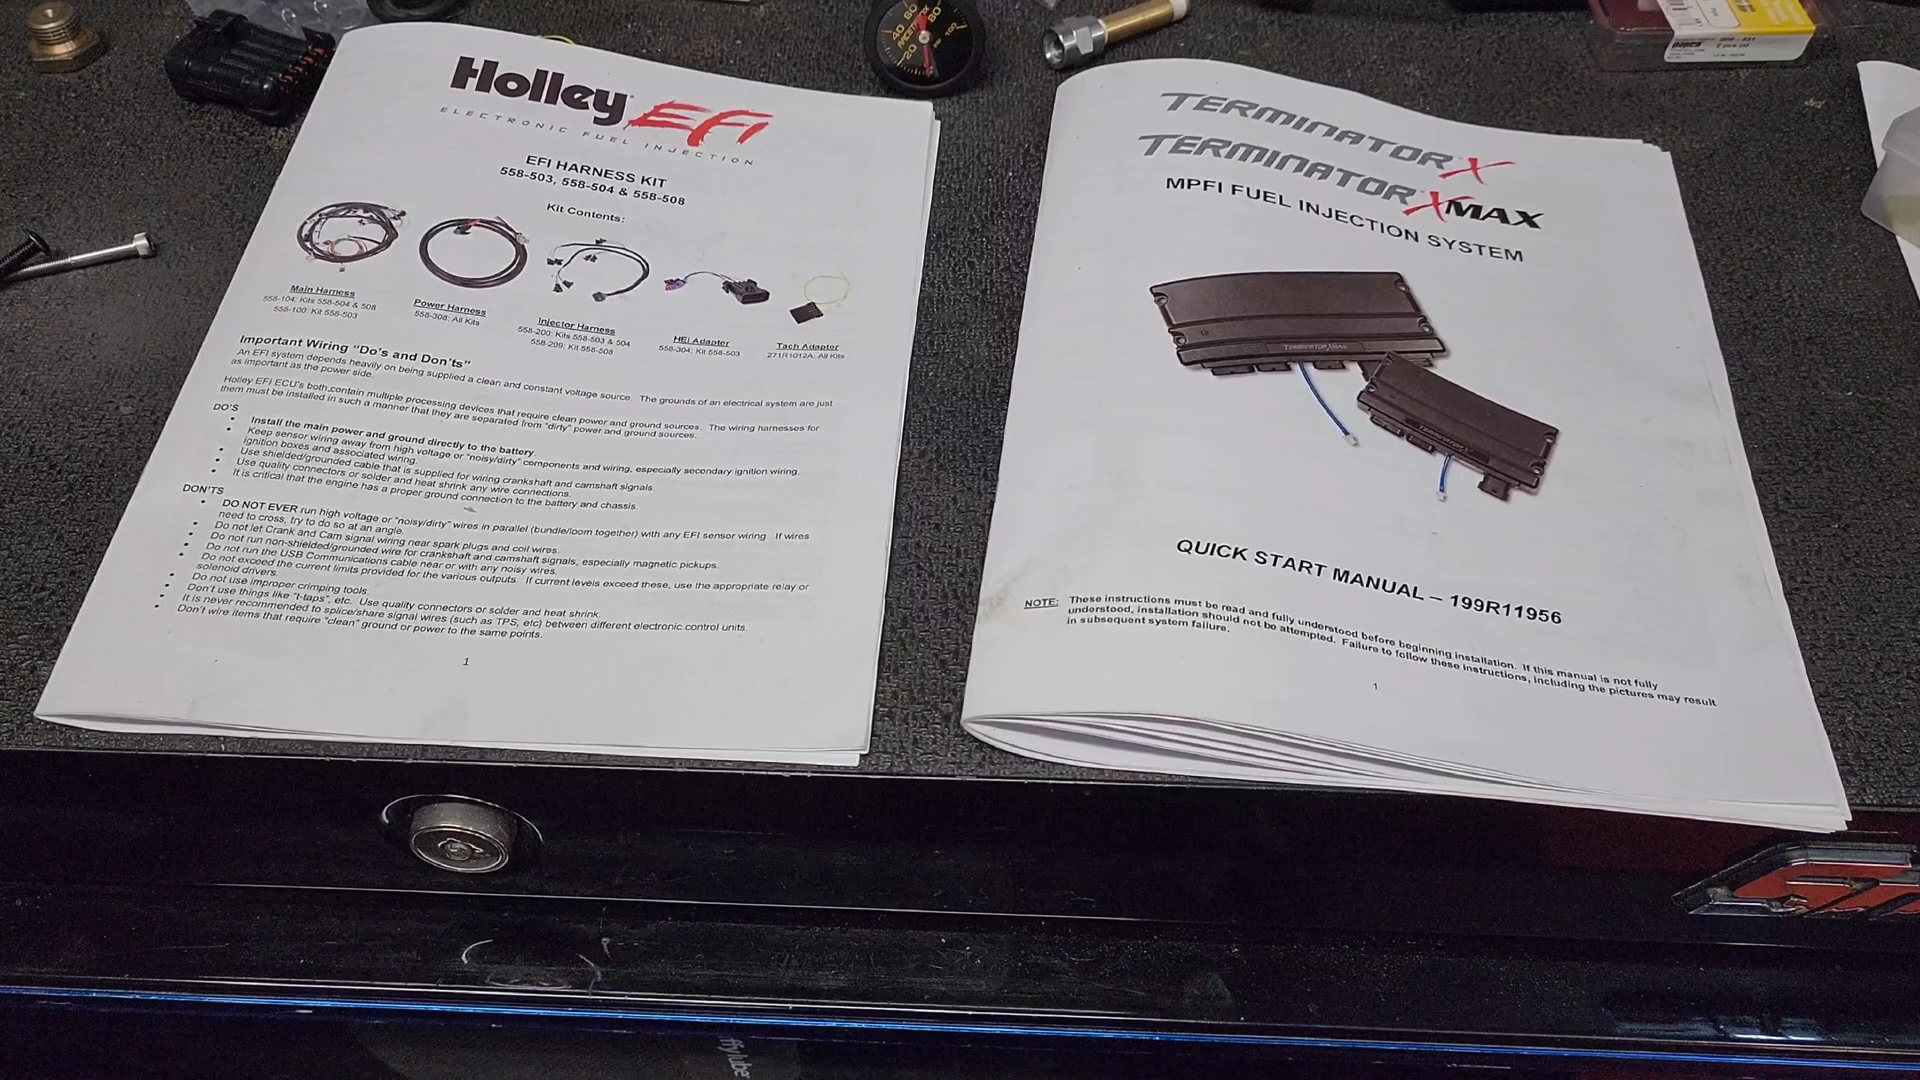 Holley EFI
ELECTRONIC FUEL INJECTION
EFI HARNESS KIT
558-503, 558-504 & 558-508
Kit Contents:
Main Harness
558-104: Kits 558-504 & 508
558-100: Kit 558-503
Power Harness
558-308: All Kits
Injector Harness
558-200: Kits 558-503 & 504
558-209: Kit 558-508
HEI Adapter
558-304: Kit 558-503
Tach Adapter
271R1012A: All Kits
Important Wiring "Do's and Don'ts"
An EFI system depends heavily on being supplied a clean and constant voltage source. The grounds of an electrical system are just
as important as the power side.
Holley EFI ECU's both contain multiple processing devices that require clean power and ground sources. The wiring harnesses for
them must be installed in such a manner that they are separated from "dirty" power and ground sources.
DO'S
• Install the main power and ground directly to the battery.
• Keep sensor wiring away from high voltage or "noisy/dirty" components and wiring, especially secondary ignition wiring,
ignition boxes and associated wiring.
• Use shielded/grounded cable that is supplied for wiring crankshaft and camshaft signals.
• Use quality connectors or solder and heat shrink any wire connections.
• It is critical that the engine has a proper ground connection to the battery and chassis.
DON'TS
• DO NOT EVER run high voltage or "noisy/dirty" wires in parallel (bundle/loom together) with any EFI sensor wiring. If wires
need to cross, try to do so at an angle.
• Do not let Crank and Cam signal wiring near spark plugs and coil wires.
• Do not run non-shielded/grounded wire for crankshaft and camshaft signals, especially magnetic pickups.
• Do not run the USB Communications cable near or with any noisy wires.
• Do not exceed the current limits provided for the various outputs. If current levels exceed these, use the appropriate relay or
solenoid drivers.
• Do not use improper crimping tools.
• Don't use things like "t-taps", etc. Use quality connectors or solder and heat shrink.
• It is never recommended to splice/share signal wires (such as TPS, etc) between different electronic control units.
• Don't wire items that require "clean" ground or power to the same points.
1
TERMINATOR X
TERMINATOR X MAX
MPFI FUEL INJECTION SYSTEM
TERMINATOR X MAX
QUICK START MANUAL – 199R11956
NOTE: These instructions must be read and fully understood before beginning installation. If this manual is not fully
understood, installation should not be attempted. Failure to follow these instructions, including the pictures may result
in subsequent system failure.
1
20
40
60
80
100